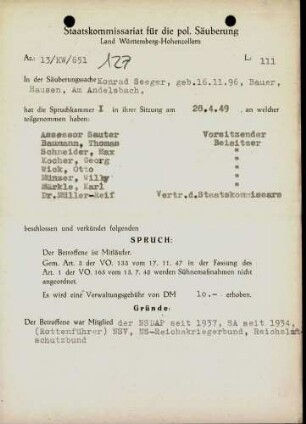 Staatskommissariat für die pol. Säuberung
Land Württemberg-Hohenzollern
Az.: 13/KW/651 127 L: 111
In der Säuberungssache Konrad Seeger, geb.16.11.96, Bauer,
Hausen, Am Andelsbach,
hat die Spruchkammer I in ihrer Sitzung am 28.4.49 , an welcher
teilgenommen haben:
Assessor Sauter Vorsitzender
Baumann, Thomas Beisitzer
Schneider, Max "
Kocher, Georg "
Wick, Otto "
Münzer, Willy "
Märkle, Karl "
Dr.Müller-Reif Vertr.d.Staatskommissars
beschlossen und verkündet folgenden
SPRUCH:
Der Betroffene ist Mitläufer.
Gem. Art. 2 der VO. 133 vom 17. 11. 47 in der Fassung des
Art. 1 der VO. 165 vom 13. 7. 48 werden Sühnemaßnahmen nicht
angeordnet.
Es wird eine Verwaltungsgebühr von DM 10.- erhoben.
Gründe:
Der Betroffene war Mitglied der NSDAP seit 1937, SA seit 1934,
(Rottenführer) NSV, NS-Reichskriegerbund, Reichsluft-
schutzbund